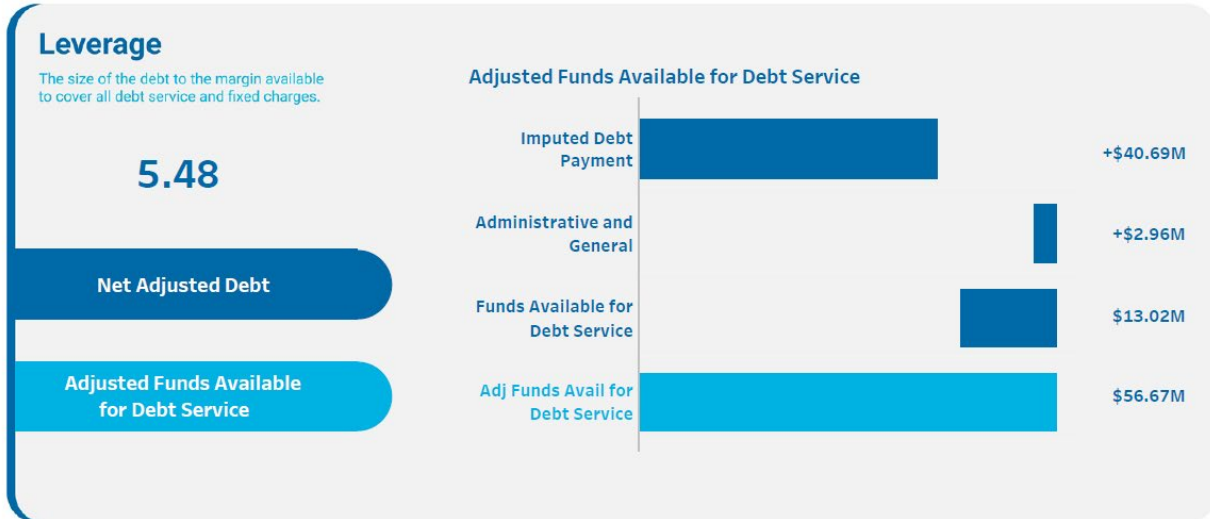 Leverage
The size of the debt to the margin available
to cover all debt service and fixed charges.
5.48
Net Adjusted Debt
Adjusted Funds Available
for Debt Service
Adjusted Funds Available for Debt Service
Imputed Debt
Payment
+$40.69M
Administrative and
General
+$2.96M
Funds Available for
Debt Service
$13.02M
Adj Funds Avail for
Debt Service
$56.67M